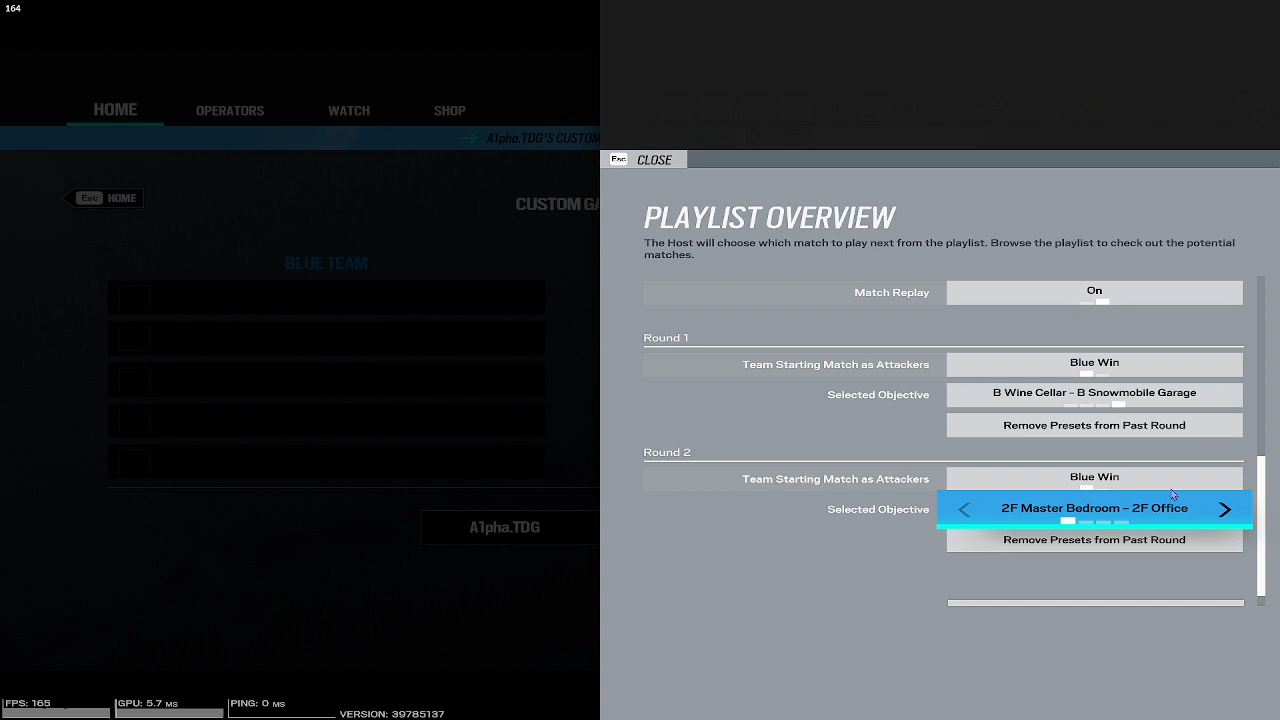 164
HOME OPERATORS WATCH SHOP
A1pha.TDG'S CUSTOM
Esc HOME
CUSTOM GA
BLUE TEAM
A1pha.TDG
Esc CLOSE
PLAYLIST OVERVIEW
The Host will choose which match to play next from the playlist. Browse the playlist to check out the potential
matches.
Match Replay On
Round 1
Team Starting Match as Attackers Blue Win
Selected Objective B Wine Cellar - B Snowmobile Garage
Remove Presets from Past Round
Round 2
Team Starting Match as Attackers Blue Win
Selected Objective 2F Master Bedroom - 2F Office
Remove Presets from Past Round
FPS: 165 GPU: 5.7 MS PING: 0 MS VERSION: 39785137